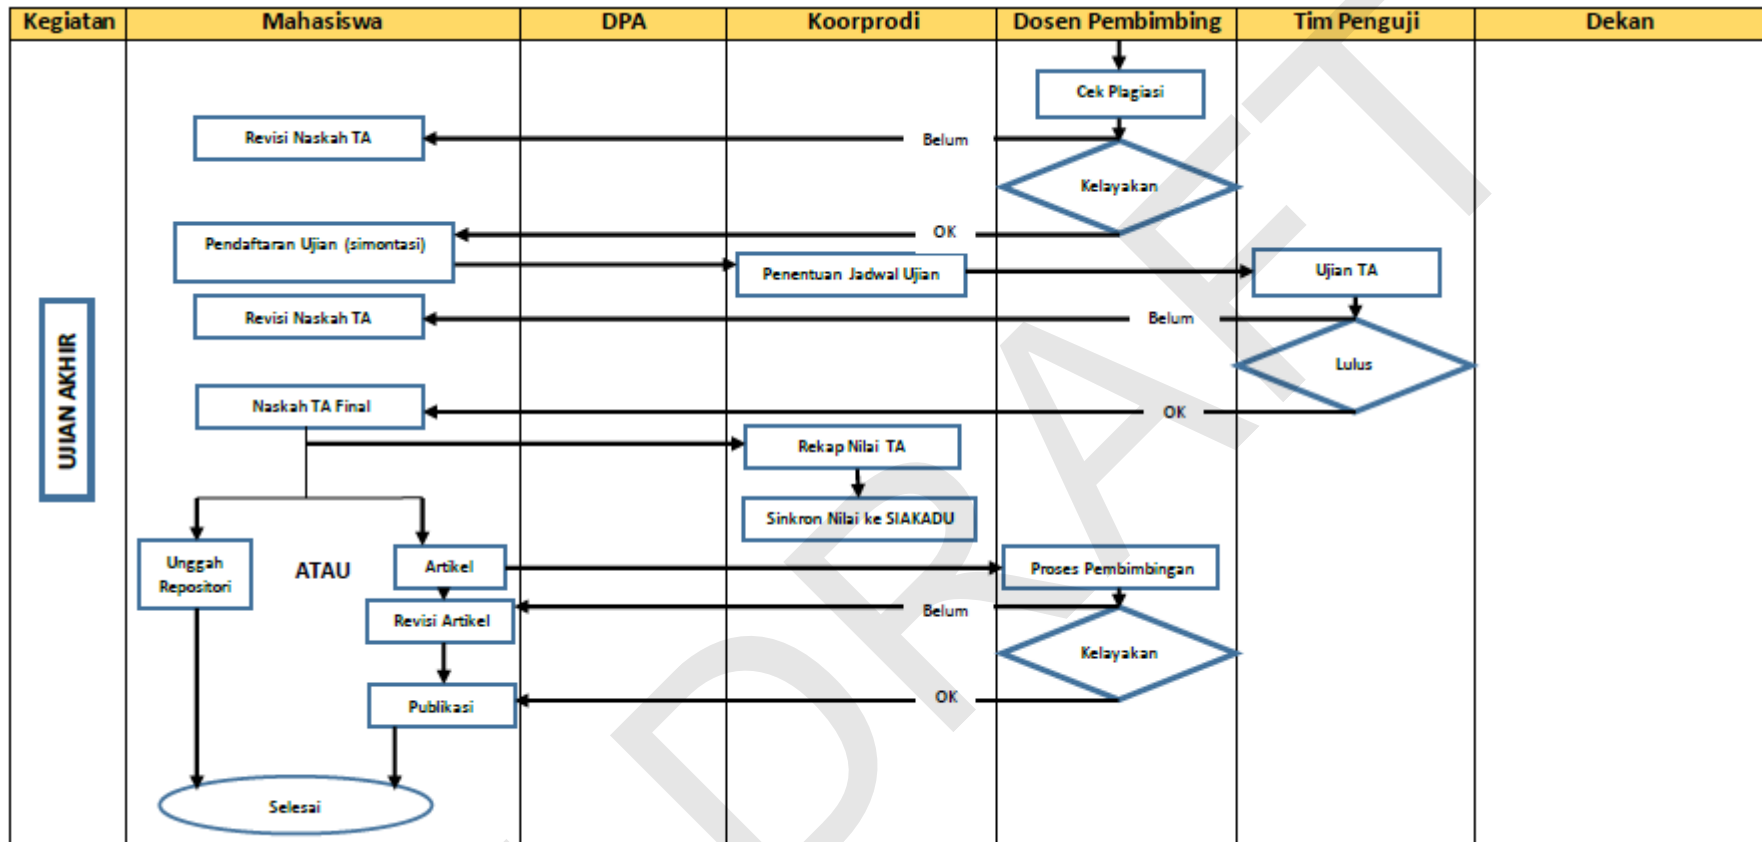 Kegiatan Mahasiswa DPA Koorprodi Dosen Pembimbing Tim Penguji Dekan
Cek Plagiasi
Revisi Naskah TA
Belum
Kelayakan
OK
Pendaftaran Ujian (simontasi)
Penentuan Jadwal Ujian
Ujian TA
Revisi Naskah TA
Belum
Lulus
UJIAN AKHIR
Naskah TA Final
OK
Rekap Nilai TA
Sinkron Nilai ke SIAKADU
Unggah
Repositori
ATAU
Artikel
Proses Pembimbingan
Revisi Artikel
Belum
Kelayakan
Publikasi
OK
Selesai
DRAFT